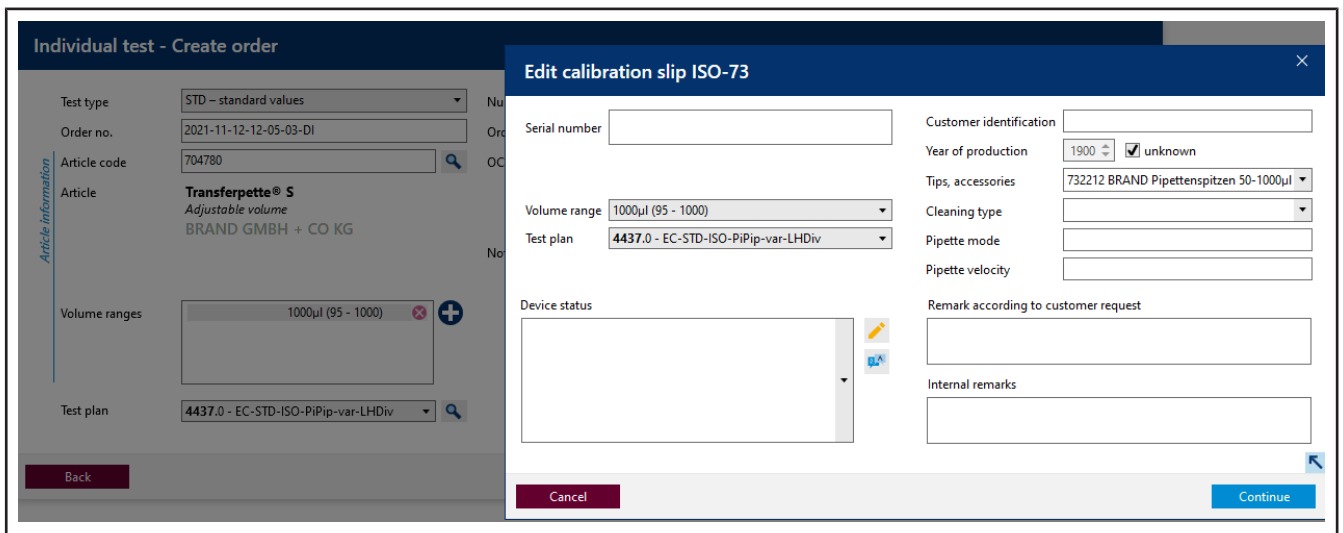 Individual test - Create order
Test type
STD – standard values
Nu
Order no.
2021-11-12-12-05-03-DI
Ord
Article information
Article code
704780
OC
Article
Transferpette® S
Adjustable volume
BRAND GMBH + CO KG
No
Volume ranges
1000µl (95 - 1000)
Test plan
4437.0 - EC-STD-ISO-PiPip-var-LHDiv
Back
Edit calibration slip ISO-73
Serial number
Volume range
1000µl (95 - 1000)
Test plan
4437.0 - EC-STD-ISO-PiPip-var-LHDiv
Device status
Customer identification
Year of production
1900
unknown
Tips, accessories
732212 BRAND Pipettenspitzen 50-1000µl
Cleaning type
Pipette mode
Pipette velocity
Remark according to customer request
Internal remarks
Cancel
Continue